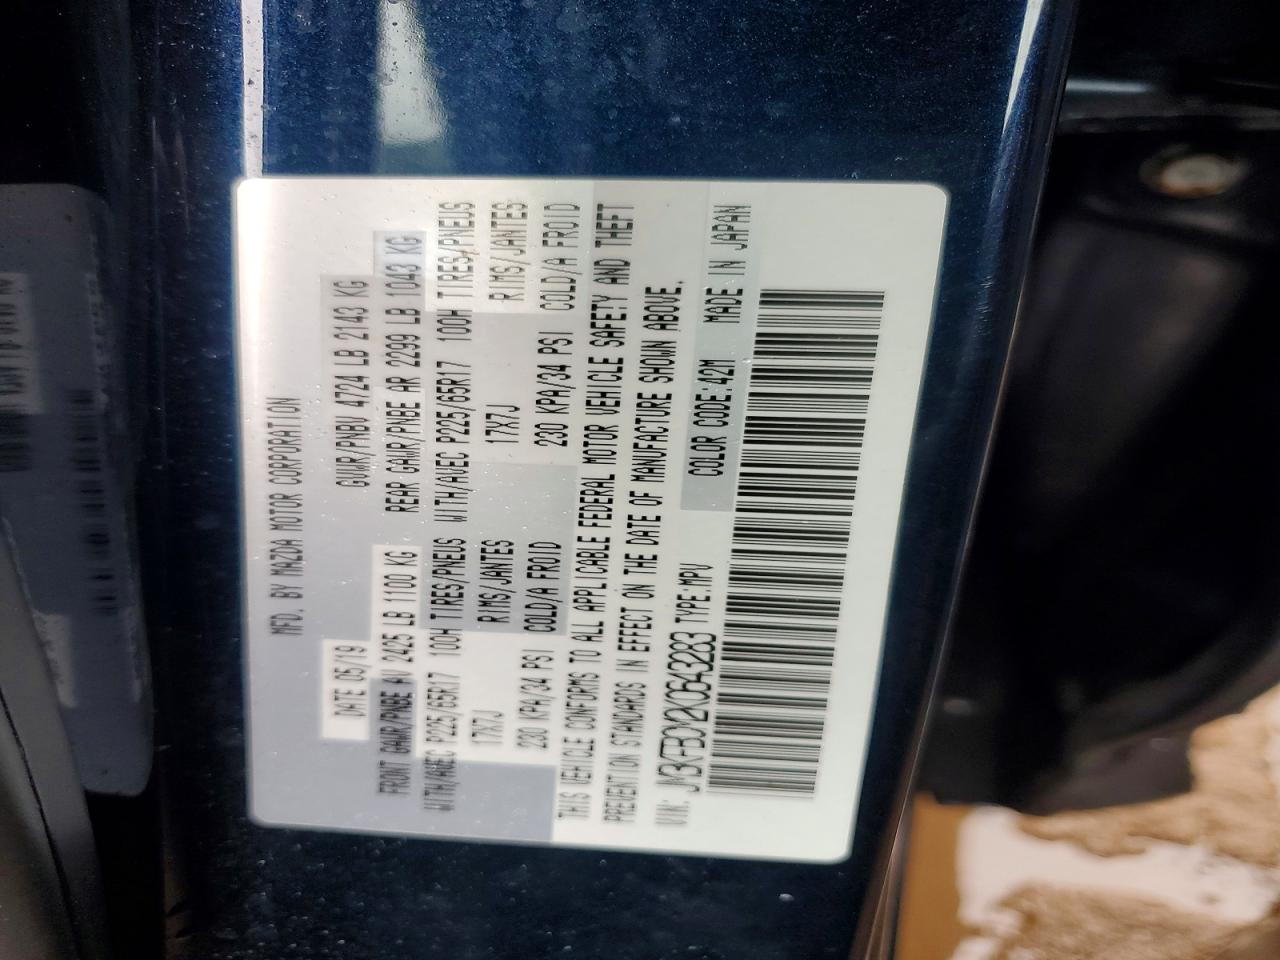 MFD. BY MAZDA MOTOR CORPORATION
DATE 05/19 GVWR/PNBV 4724 LB 2143 KG
FRONT GAWR/PNBE AV 2425 LB 1100 KG REAR GAWR/PNBE AR 2299 LB 1043 KG
WITH/AVEC P225/65R17 100H TIRES/PNEUS WITH/AVEC P225/65R17 100H TIRES/PNEUS
17X7J RIMS/JANTES 17X7J RIMS/JANTES
230 KPA/34 PSI COLD/A FROID 230 KPA/34 PSI COLD/A FROID
THIS VEHICLE CONFORMS TO ALL APPLICABLE FEDERAL MOTOR VEHICLE SAFETY AND THEFT
PREVENTION STANDARDS IN EFFECT ON THE DATE OF MANUFACTURE SHOWN ABOVE.
VIN: TYPE:MPV COLOR CODE:42M MADE IN JAPAN